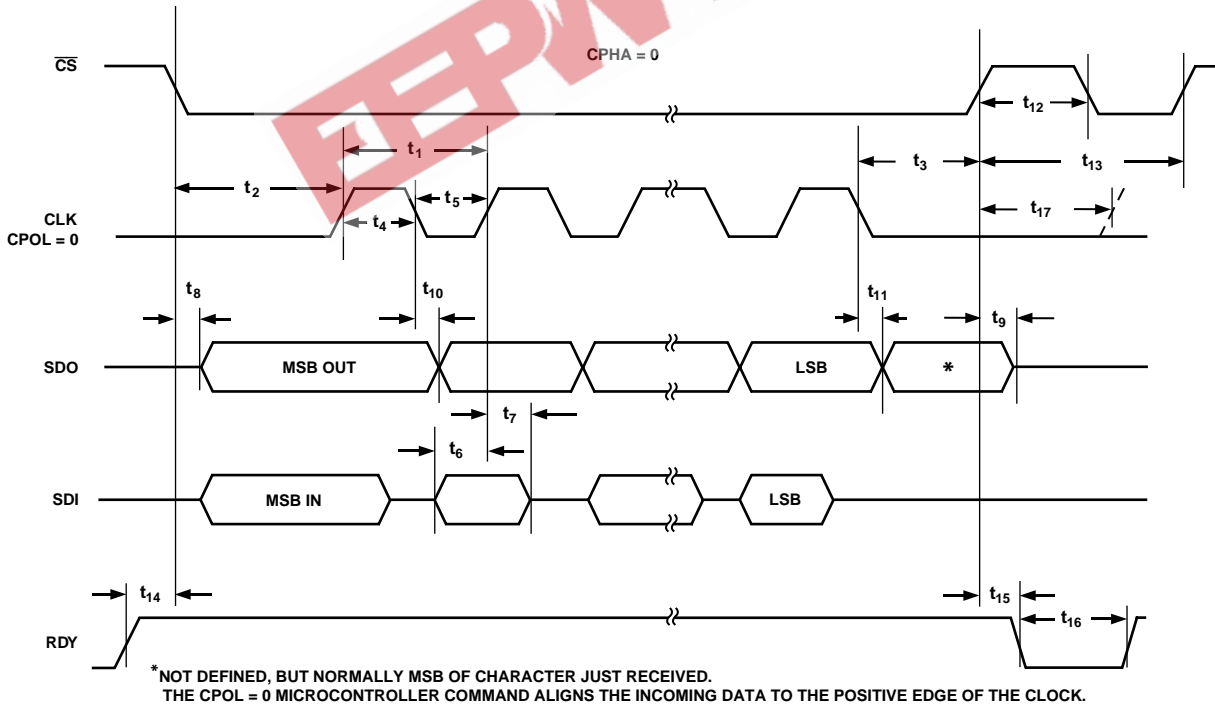 EEPW
CPHA = 0
CS
t12
t1
t3
t13
t2
t5
t17
CLK
CPOL = 0
t4
t8
t10
t11
t9
SDO
MSB OUT
LSB
*
t7
t6
SDI
MSB IN
LSB
t14
t15
t16
RDY
*NOT DEFINED, BUT NORMALLY MSB OF CHARACTER JUST RECEIVED.
THE CPOL = 0 MICROCONTROLLER COMMAND ALIGNS THE INCOMING DATA TO THE POSITIVE EDGE OF THE CLOCK.